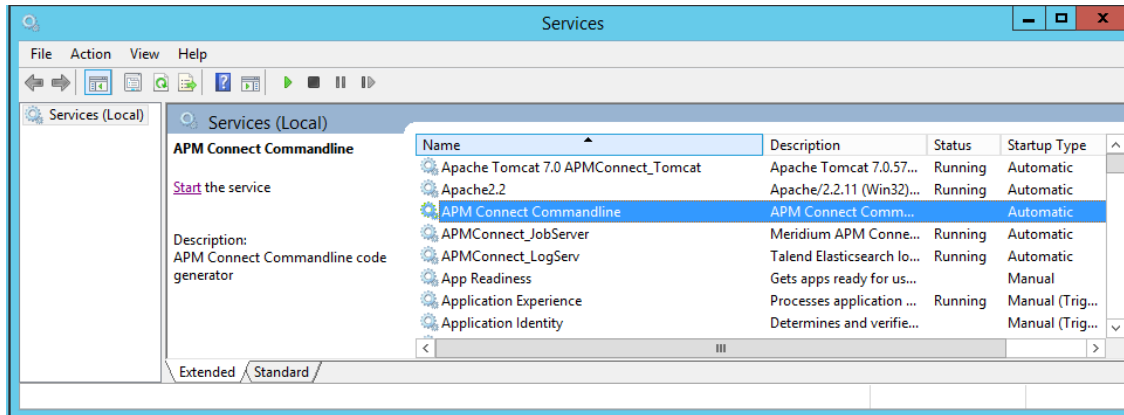 Services
File Action View Help
Services (Local)
Services (Local)
APM Connect Commandline
Start the service
Description:
APM Connect Commandline code
generator
Name Description Status Startup Type
Apache Tomcat 7.0 APMConnect_Tomcat Apache Tomcat 7.0.57... Running Automatic
Apache2.2 Apache/2.2.11 (Win32)... Running Automatic
APM Connect Commandline APM Connect Comm... Automatic
APMConnect_JobServer Meridium APM Conne... Running Automatic
APMConnect_LogServ Talend Elasticsearch lo... Running Automatic
App Readiness Gets apps ready for us... Manual
Application Experience Processes application ... Running Manual (Trig...
Application Identity Determines and verifie... Manual (Trig...
Extended Standard